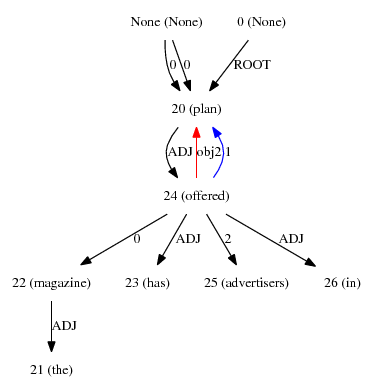 None (None) 0 (None)
0 0 ROOT
20 (plan)
ADJ obj2 1
24 (offered)
0 ADJ 2 ADJ
22 (magazine) 23 (has) 25 (advertisers) 26 (in)
ADJ
21 (the)